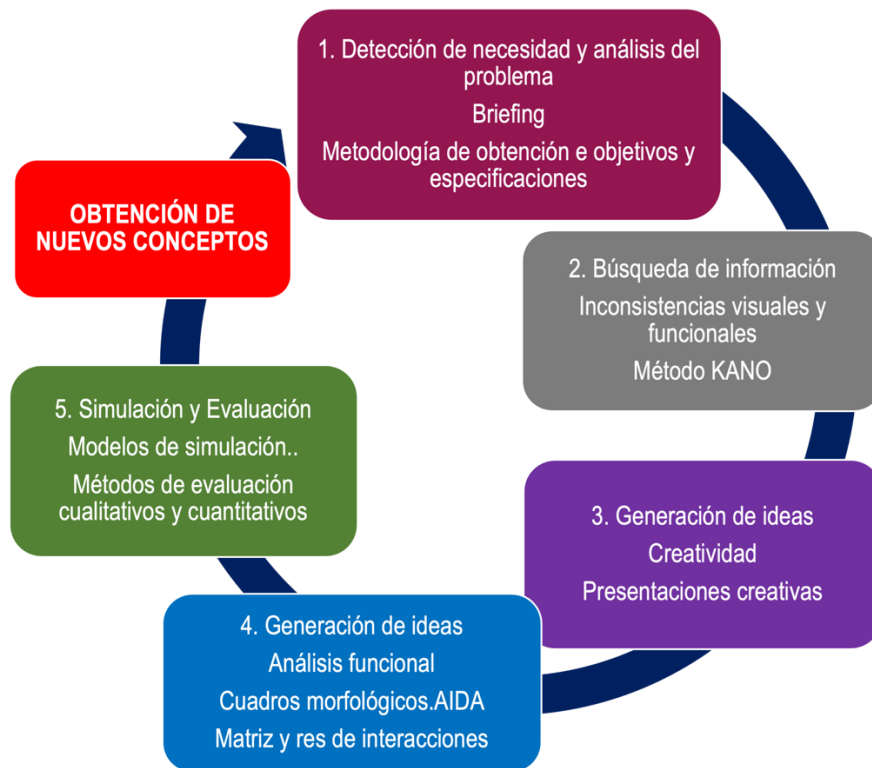 1. Detección de necesidad y análisis del
problema
Briefing
Metodología de obtención e objetivos y
especificaciones
2. Búsqueda de información
Inconsistencias visuales y
funcionales
Método KANO
3. Generación de ideas
Creatividad
Presentaciones creativas
4. Generación de ideas
Análisis funcional
Cuadros morfológicos.AIDA
Matriz y res de interacciones
5. Simulación y Evaluación
Modelos de simulación..
Métodos de evaluación
cualitativos y cuantitativos
OBTENCIÓN DE
NUEVOS CONCEPTOS